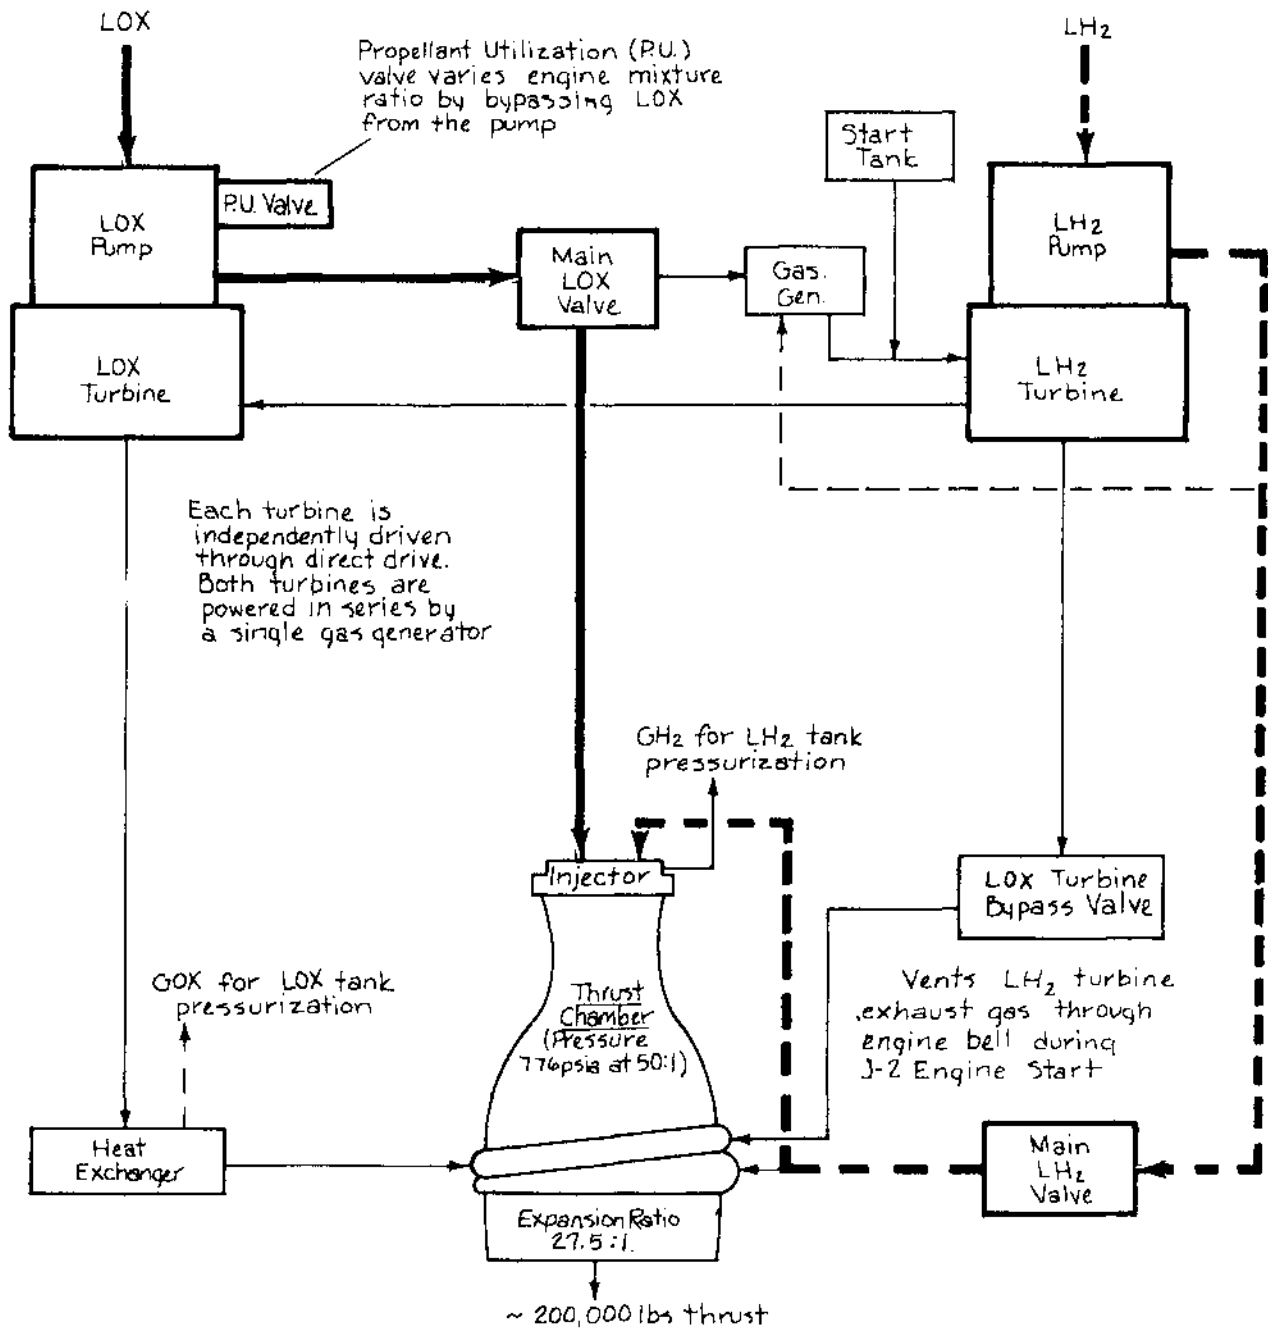 LOX
LH2
Propellant Utilization (P.U.)
valve varies engine mixture
ratio by bypassing LOX
from the pump
Start
Tank
P.U. Valve
LOX
Pump
Main
LOX
Valve
Gas.
Gen.
LH2
Pump
LOX
Turbine
LH2
Turbine
Each turbine is
independently driven
through direct drive.
Both turbines are
powered in series by
a single gas generator
GH2 for LH2 tank
pressurization
Injector
LOX Turbine
Bypass Valve
GOX for LOX tank
pressurization
Thrust
Chamber
(Pressure
776psia at 50:1)
Vents LH2 turbine
exhaust gas through
engine bell during
J-2 Engine Start
Heat
Exchanger
Main
LH2
Valve
Expansion Ratio
27.5:1.
~ 200,000 lbs thrust